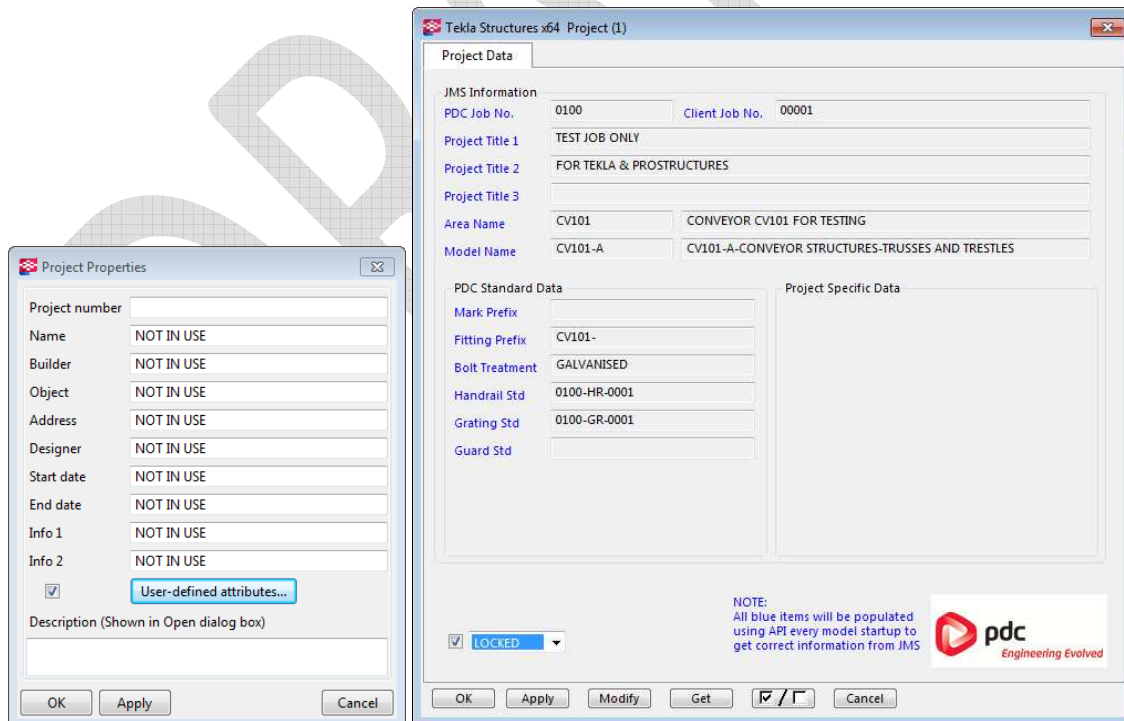 Tekla Structures x64 Project (1)
Project Data
JMS Information
PDC Job No. 0100 Client Job No. 00001
Project Title 1 TEST JOB ONLY
Project Title 2 FOR TEKLA & PROSTRUCTURES
Project Title 3
Area Name CV101 CONVEYOR CV101 FOR TESTING
Model Name CV101-A CV101-A-CONVEYOR STRUCTURES-TRUSSES AND TRESTLES
PDC Standard Data
Mark Prefix
Fitting Prefix CV101-
Bolt Treatment GALVANISED
Handrail Std 0100-HR-0001
Grating Std 0100-GR-0001
Guard Std
Project Specific Data
LOCKED
NOTE:
All blue items will be populated
using API every model startup to
get correct information from JMS
pdc
Engineering Evolved
OK Apply Modify Get Cancel
Project Properties
Project number
Name NOT IN USE
Builder NOT IN USE
Object NOT IN USE
Address NOT IN USE
Designer NOT IN USE
Start date NOT IN USE
End date NOT IN USE
Info 1 NOT IN USE
Info 2 NOT IN USE
User-defined attributes...
Description (Shown in Open dialog box)
OK Apply Cancel